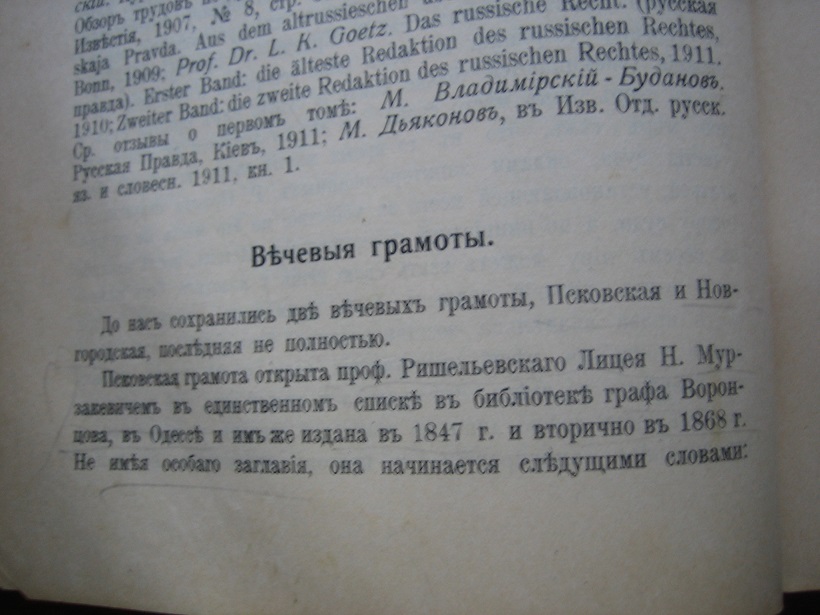 Обзоръ трудовъ
Извѣстія, 1907, № 8, стр.
skaja Pravda. Aus dem altrussischen
Bonn, 1909; Prof. Dr. L. K. Goetz. Das russische Recht. (русская
правда). Erster Band: die älteste Redaktion des russischen Rechtes,
1910; Zweiter Band: die zweite Redaktion des russischen Rechtes, 1911.
Ср. отзывы о первомъ томѣ: М. Владимірскій-Будановъ.
Русская Правда, Кіевъ, 1911; М. Дьяконовъ, въ Изв. Отд. русск.
яз. и словесн. 1911. кн. 1.
Вѣчевыя грамоты.
До насъ сохранились двѣ вѣчевыхъ грамоты, Псковская и Нов-
городская, послѣдняя не полностью.
Псковская грамота открыта проф. Ришельевскаго Лицея Н. Мур-
закевичемъ въ единственномъ спискѣ въ библіотекѣ графа Ворон-
цова, въ Одессѣ и имъ же издана въ 1847 г. и вторично въ 1868 г.
Не имѣя особаго заглавія, она начинается слѣдущими словами: